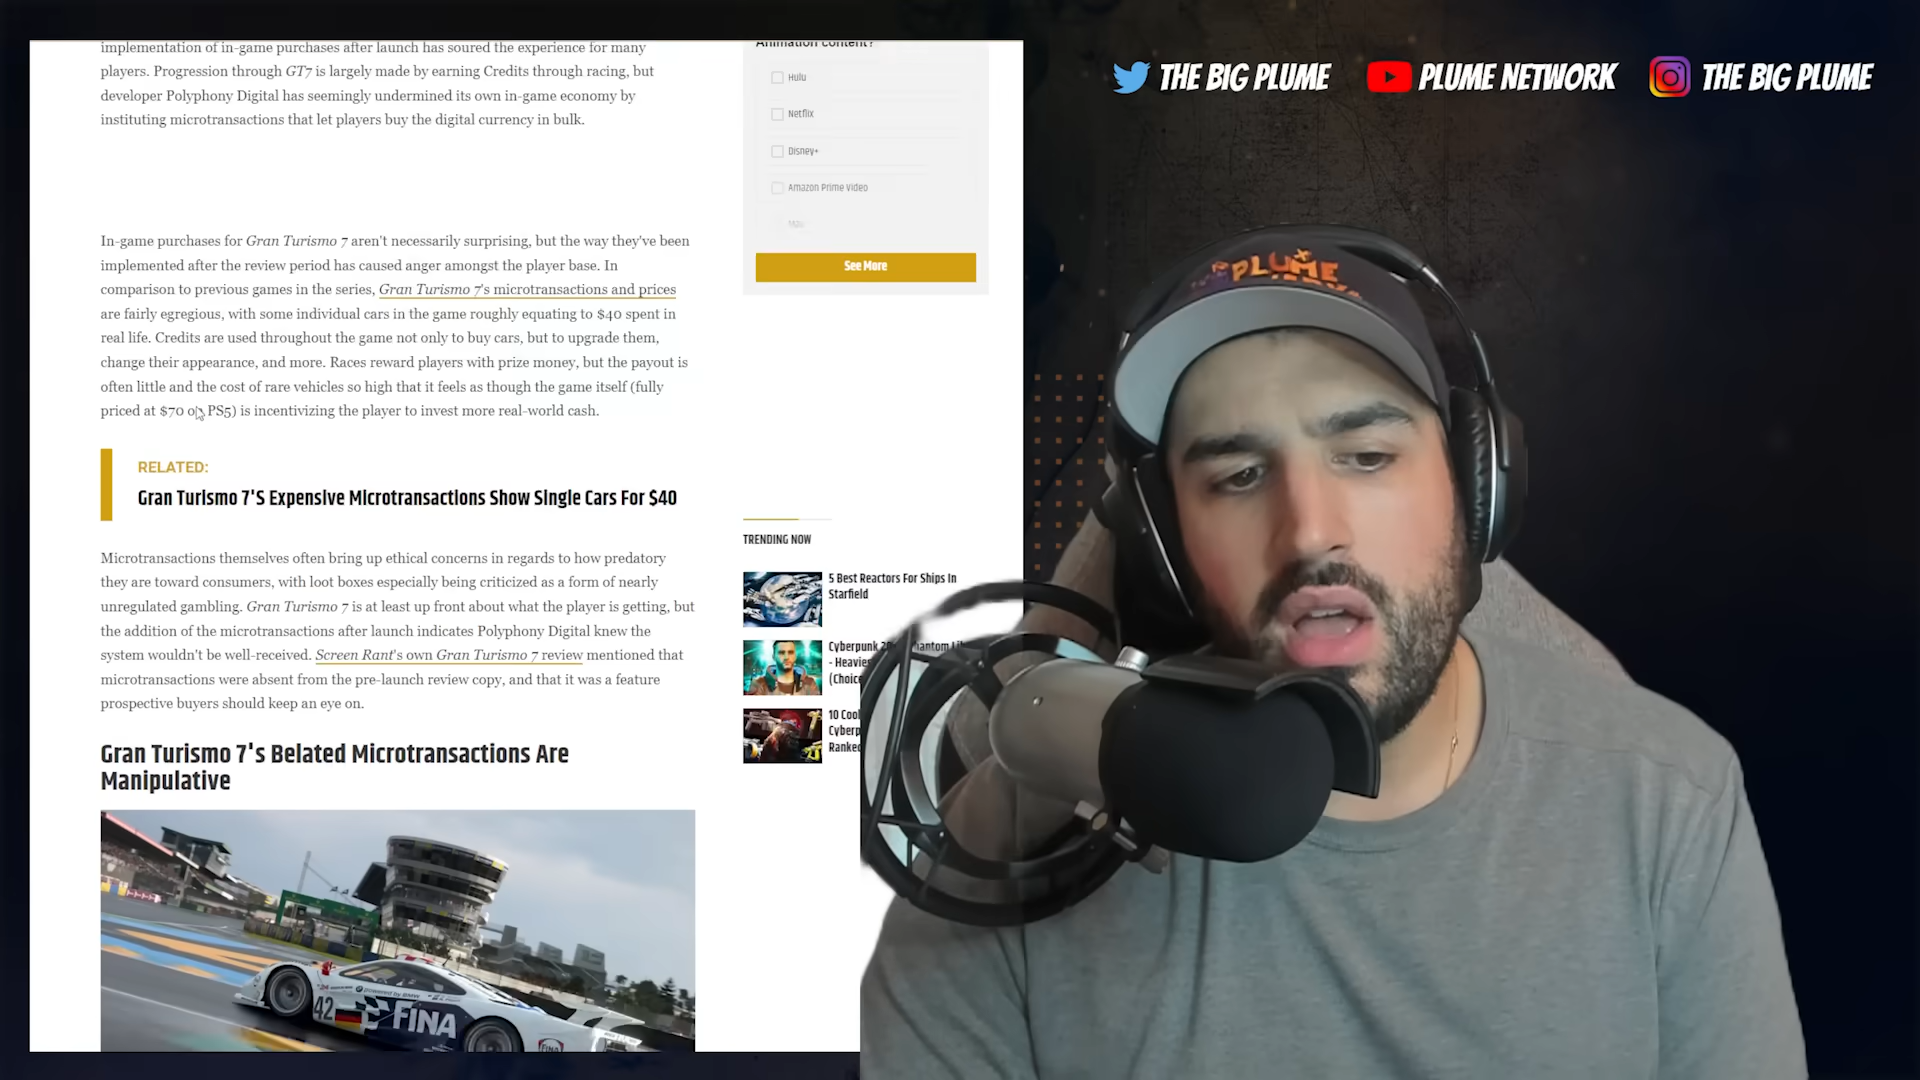 implementation of in-game purchases after launch has soured the experience for many
players. Progression through GT7 is largely made by earning Credits through racing, but
developer Polyphony Digital has seemingly undermined its own in-game economy by
instituting microtransactions that let players buy the digital currency in bulk.
In-game purchases for Gran Turismo 7 aren't necessarily surprising, but the way they've been
implemented after the review period has caused anger amongst the player base. In
comparison to previous games in the series, Gran Turismo 7's microtransactions and prices
are fairly egregious, with some individual cars in the game roughly equating to $40 spent in
real life. Credits are used throughout the game not only to buy cars, but to upgrade them,
change their appearance, and more. Races reward players with prize money, but the payout is
often little and the cost of rare vehicles so high that it feels as though the game itself (fully
priced at $70 o PS5) is incentivizing the player to invest more real-world cash.
RELATED:
Gran Turismo 7'S Expensive Microtransactions Show Single Cars For $40
Microtransactions themselves often bring up ethical concerns in regards to how predatory
they are toward consumers, with loot boxes especially being criticized as a form of nearly
unregulated gambling. Gran Turismo 7 is at least up front about what the player is getting, but
the addition of the microtransactions after launch indicates Polyphony Digital knew the
system wouldn't be well-received. Screen Rant's own Gran Turismo 7 review mentioned that
microtransactions were absent from the pre-launch review copy, and that it was a feature
prospective buyers should keep an eye on.
Gran Turismo 7's Belated Microtransactions Are
Manipulative
42
FINA
FINA
Animation content?
Hulu
Netflix
Disney+
Amazon Prime Video
Max
See More
TRENDING NOW
5 Best Reactors For Ships In
Starfield
Cyberpunk 20 hantom Li
- Heavie
(Choice
10 Cool
Cyberp
Ranked
THE BIG PLUME
PLUME NETWORK
THE BIG PLUME
PLUME